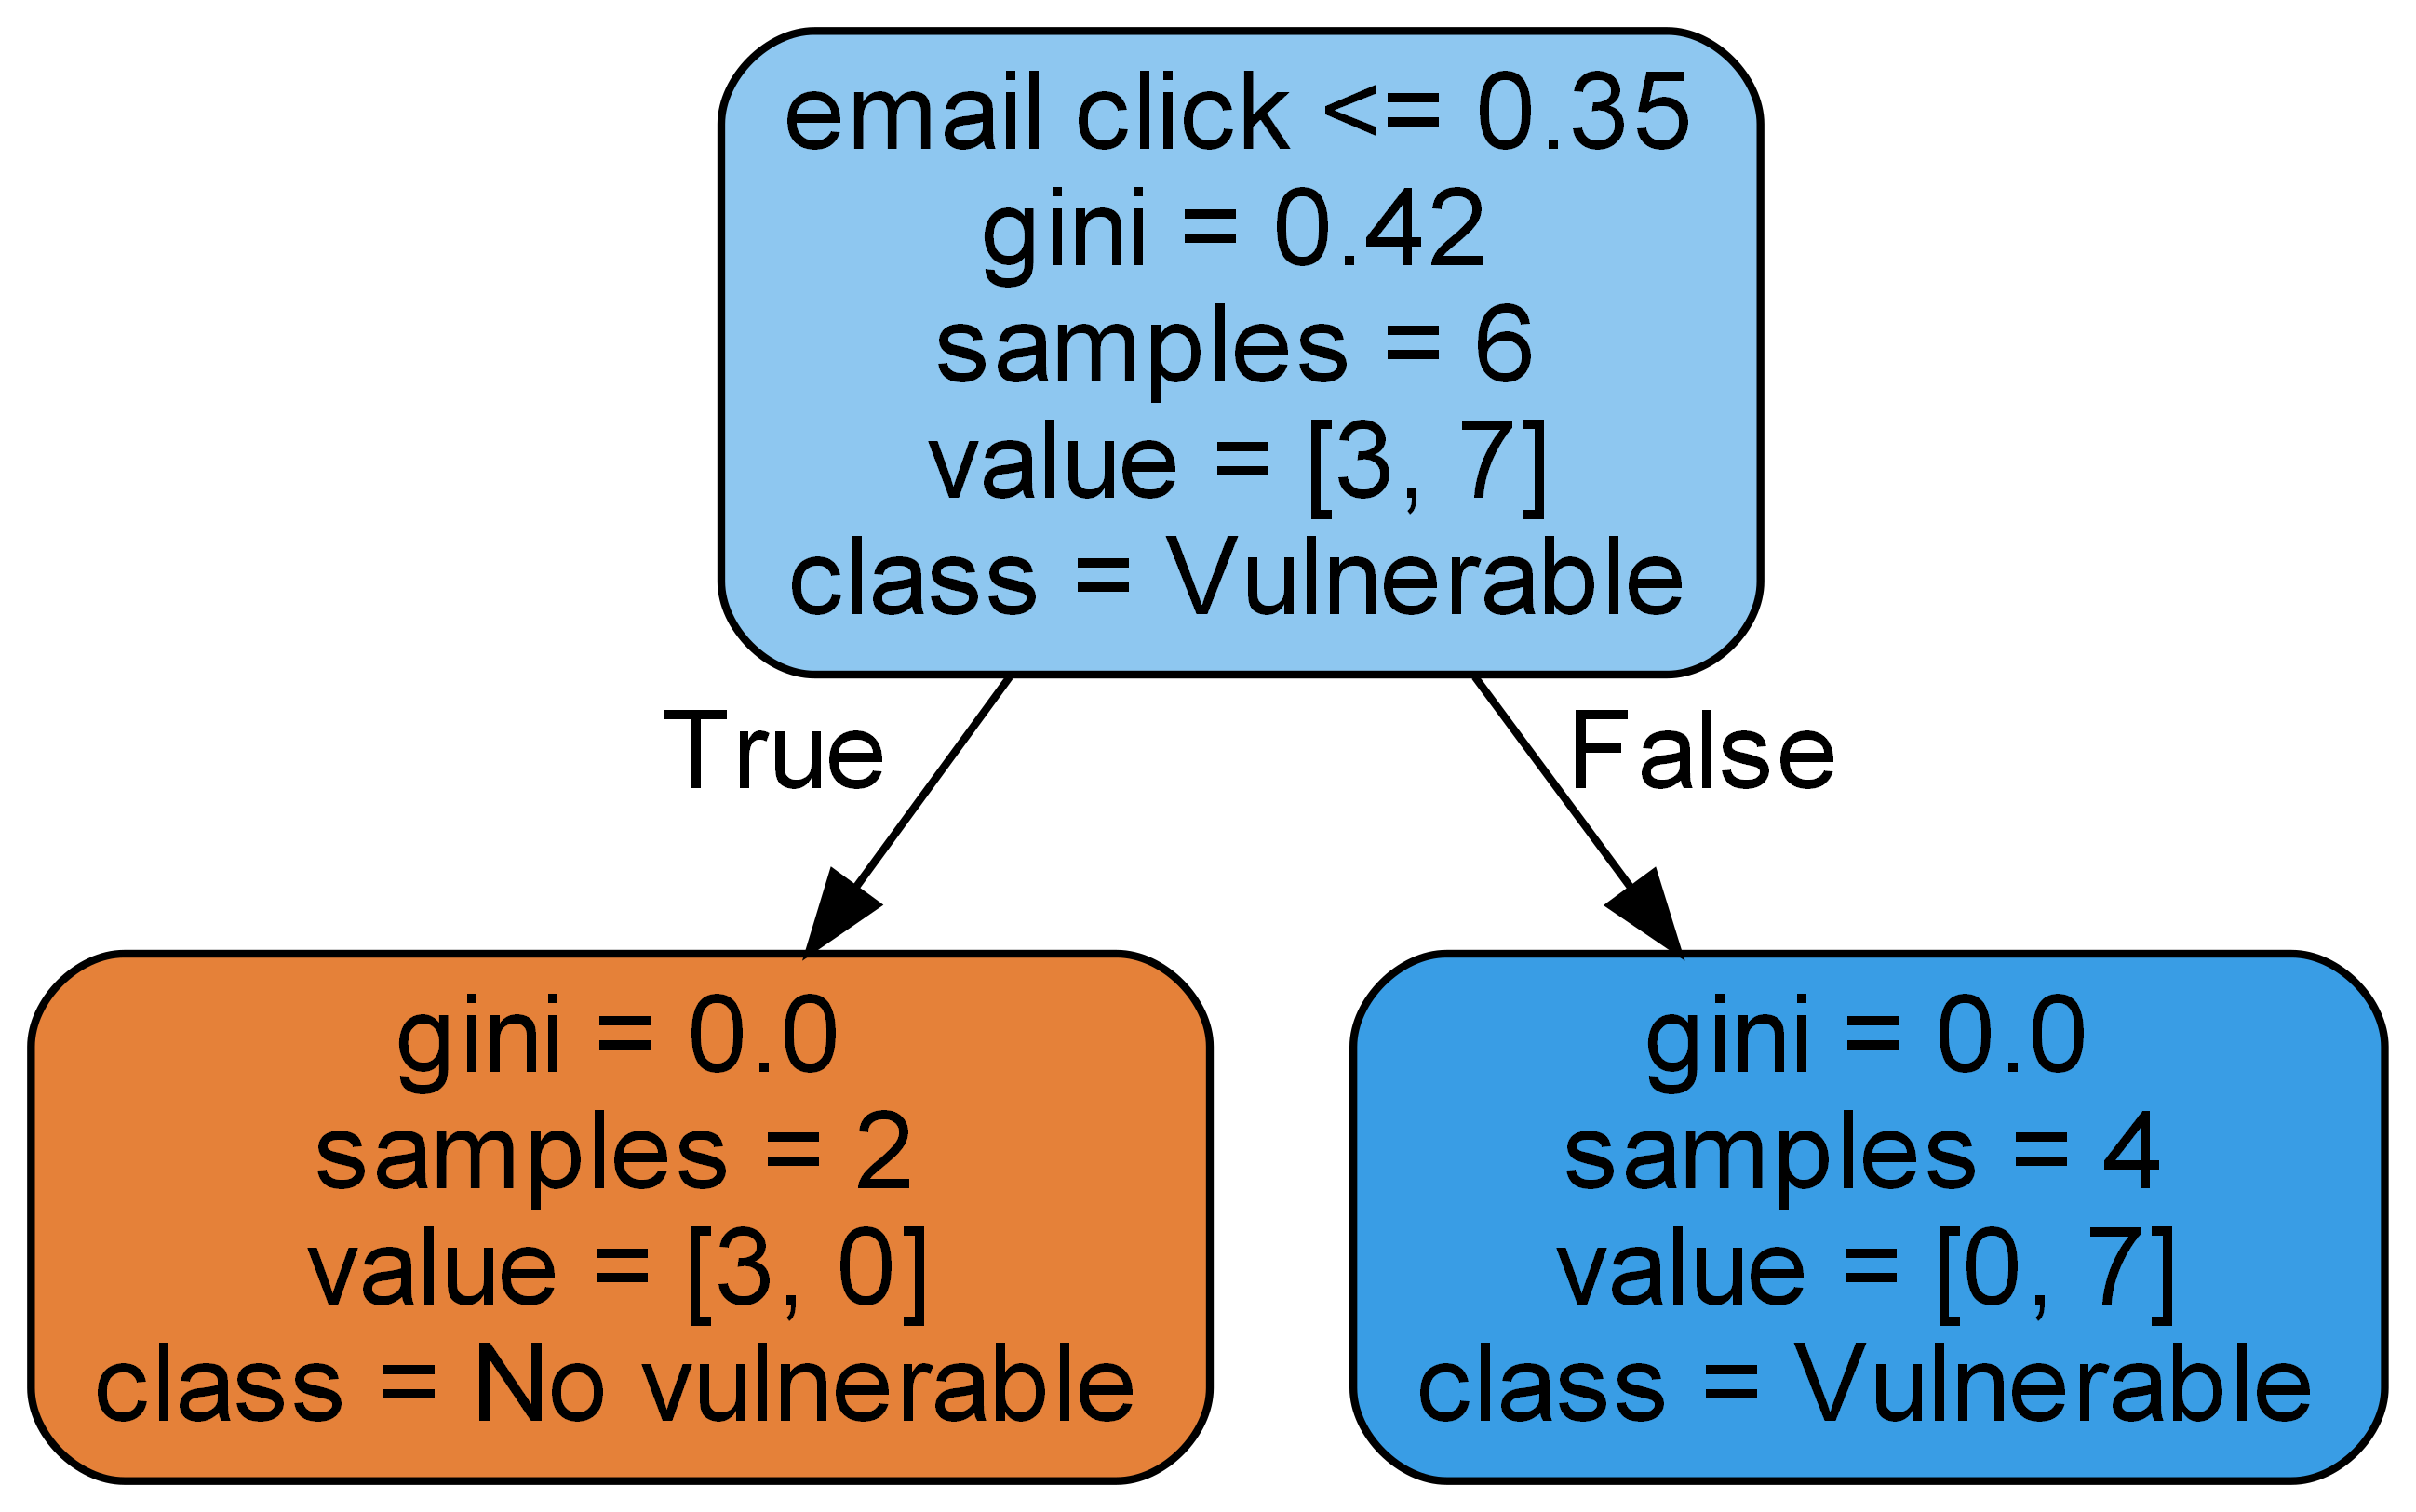 email click <= 0.35
gini = 0.42
samples = 6
value = [3, 7]
class = Vulnerable
True
False
gini = 0.0
samples = 2
value = [3, 0]
class = No vulnerable
gini = 0.0
samples = 4
value = [0, 7]
class = Vulnerable